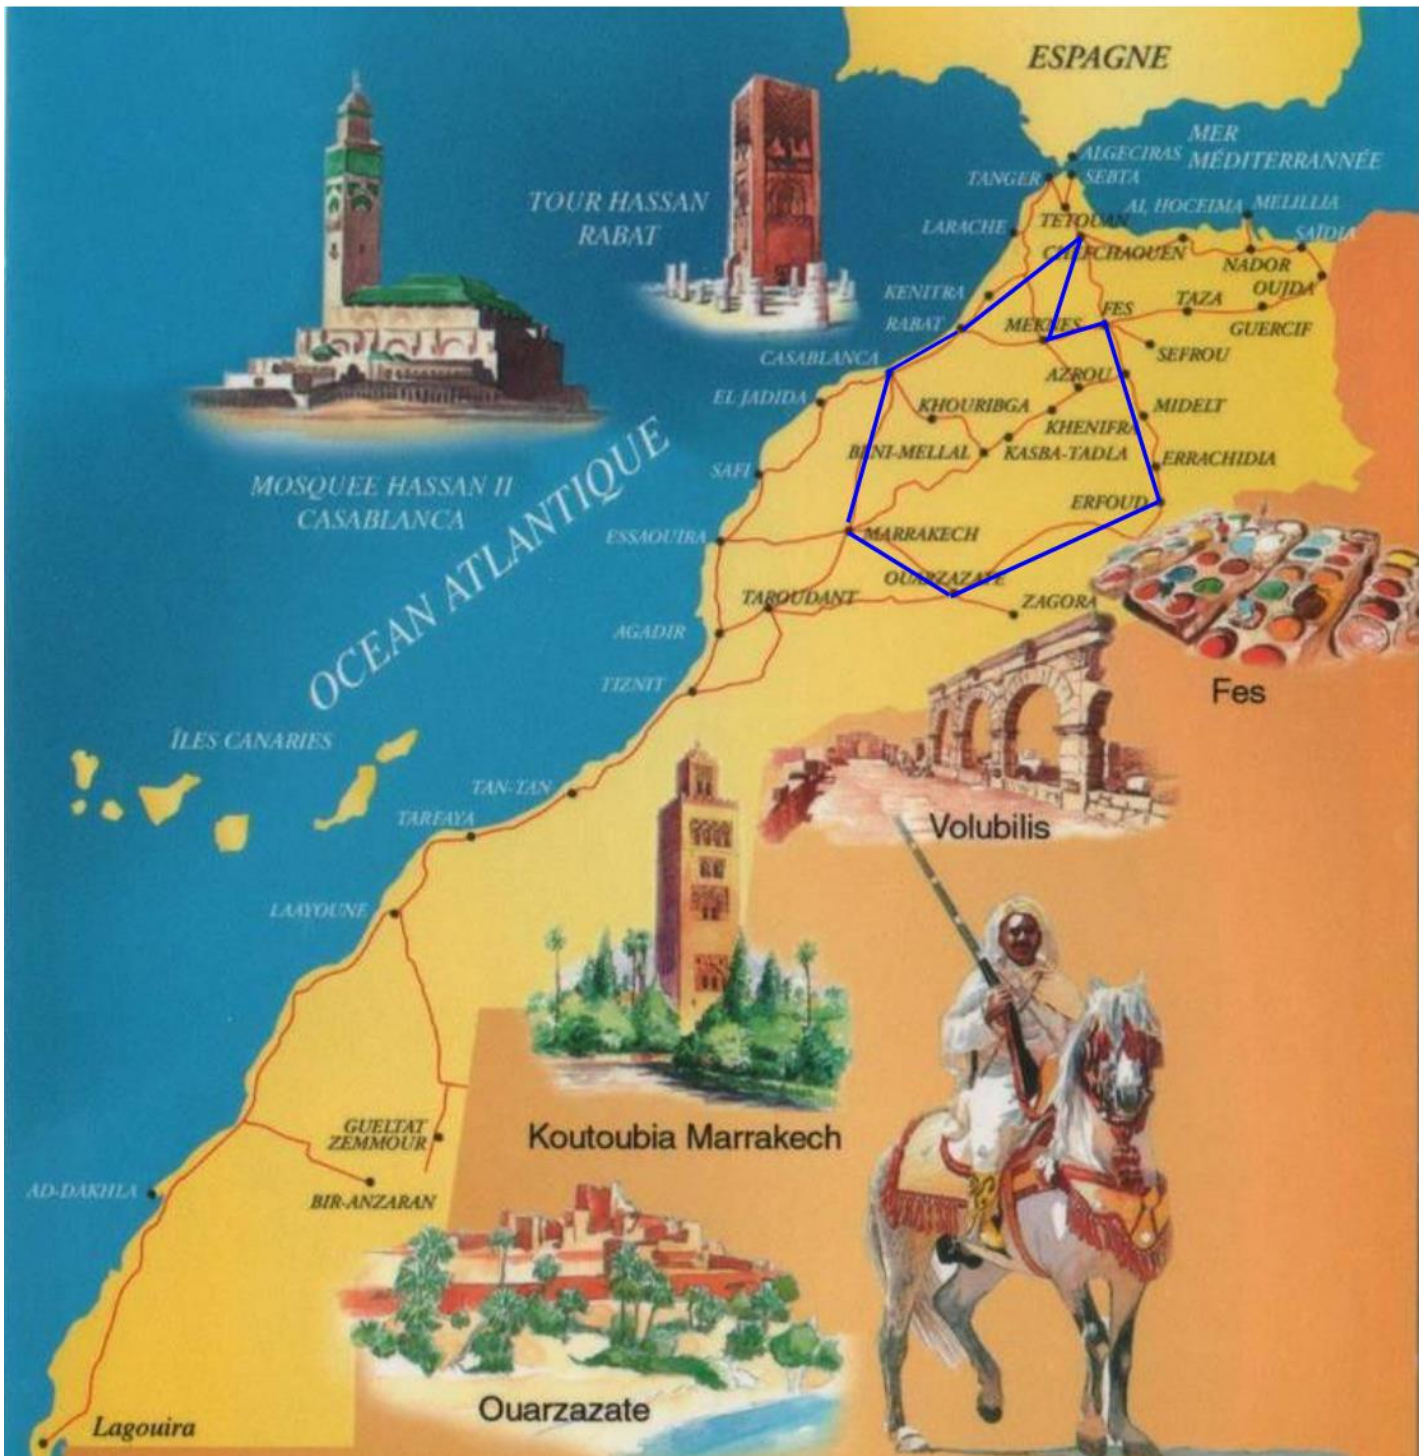 ESPAGNE
MER
MÉDITERRANNÉE
ALGECIRAS
TANGER
SEBTA
TOUR HASSAN
RABAT
AL HOCEIMA
MELILLIA
TETOUAN
LARACHE
SAÏDIA
CHEFCHAOUEN
NADOR
OUJDA
KENITRA
TAZA
RABAT
MEKNES
FES
GUERCIF
CASABLANCA
SEFROU
AZROU
EL JADIDA
KHOURIBGA
MIDELT
KHENIFRA
BENI-MELLAL
KASBA-TADLA
ERRACHIDIA
SAFI
MOSQUEE HASSAN II
CASABLANCA
OCEAN ATLANTIQUE
ERFOUD
ESSAOUIRA
MARRAKECH
OUARZAZATE
TAROUDANT
ZAGORA
AGADIR
TIZNIT
Fes
ÎLES CANARIES
TAN-TAN
TARFAYA
Volubilis
LAAYOUNE
GUELTAT
ZEMMOUR
Koutoubia Marrakech
AD-DAKHLA
BIR-ANZARAN
Ouarzazate
Lagouira